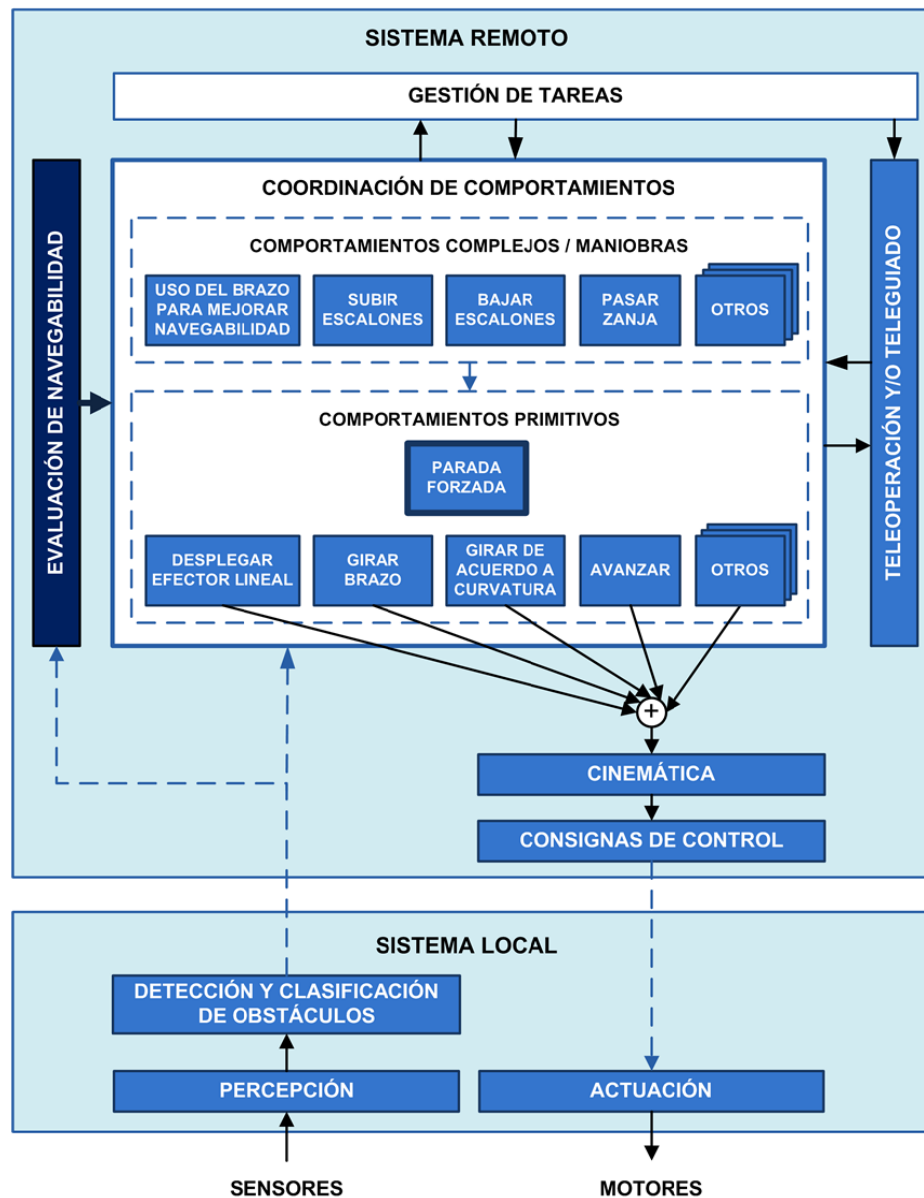 SISTEMA REMOTO
GESTIÓN DE TAREAS
EVALUACIÓN DE NAVEGABILIDAD
COORDINACIÓN DE COMPORTAMIENTOS
COMPORTAMIENTOS COMPLEJOS / MANIOBRAS
USO DEL BRAZO
PARA MEJORAR
NAVEGABILIDAD
SUBIR
ESCALONES
BAJAR
ESCALONES
PASAR
ZANJA
OTROS
COMPORTAMIENTOS PRIMITIVOS
PARADA
FORZADA
DESPLEGAR
EFECTOR LINEAL
GIRAR
BRAZO
GIRAR DE
ACUERDO A
CURVATURA
AVANZAR
OTROS
TELEOPERACIÓN Y/O TELEGUIADO
+
CINEMÁTICA
CONSIGNAS DE CONTROL
SISTEMA LOCAL
DETECCIÓN Y CLASIFICACIÓN
DE OBSTÁCULOS
PERCEPCIÓN
ACTUACIÓN
SENSORES
MOTORES